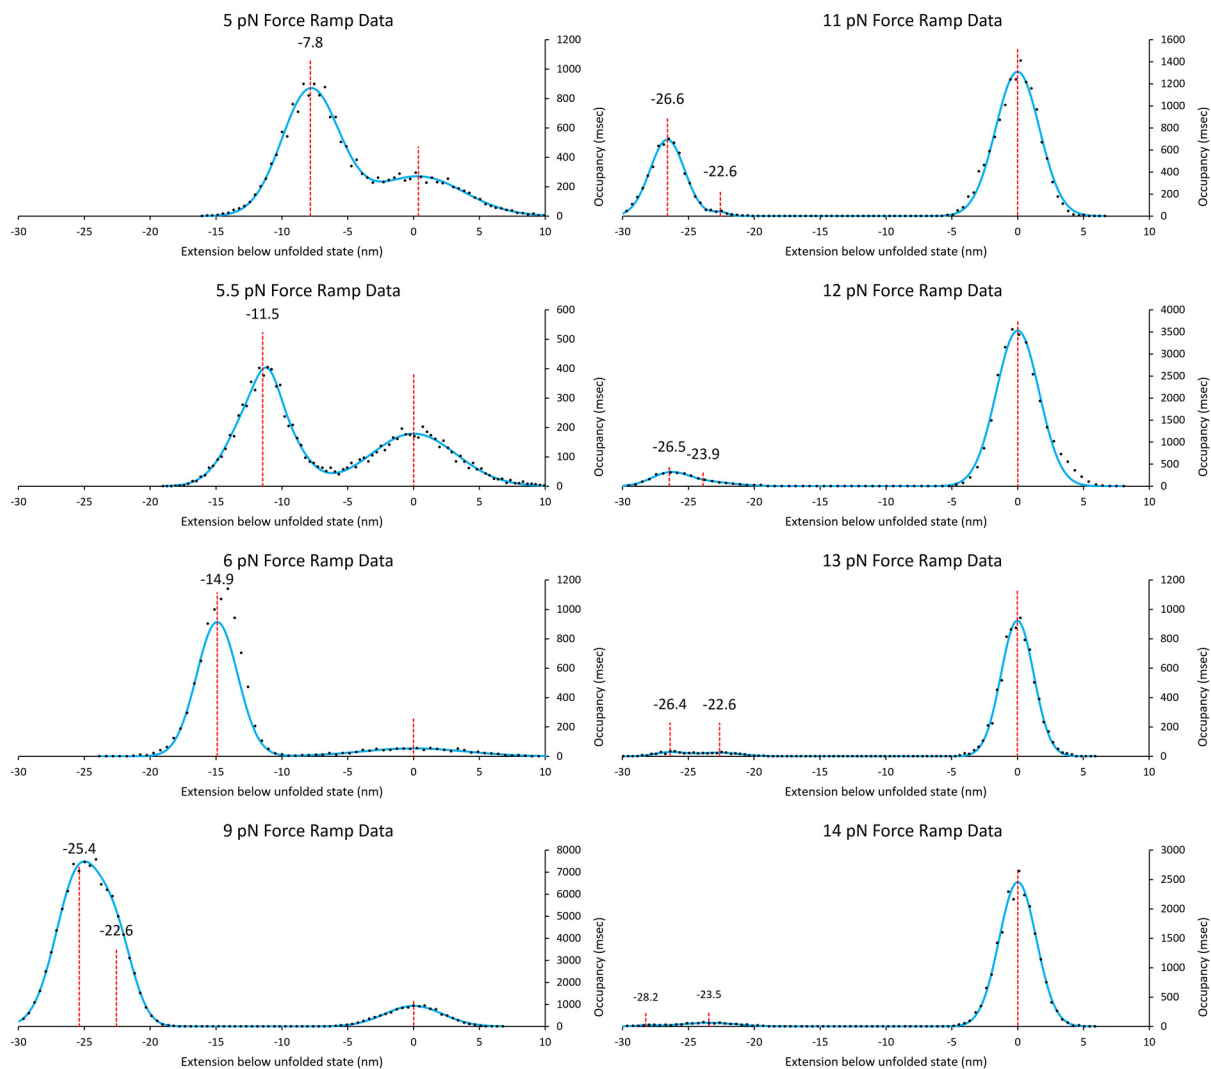 5 pN Force Ramp Data
-7.8
1200
1000
800
600
400
200
0
Occupancy (msec)
-30 -25 -20 -15 -10 -5 0 5 10
Extension below unfolded state (nm)
11 pN Force Ramp Data
-26.6
-22.6
1600
1400
1200
1000
800
600
400
200
0
Occupancy (msec)
-30 -25 -20 -15 -10 -5 0 5 10
Extension below unfolded state (nm)
5.5 pN Force Ramp Data
-11.5
600
500
400
300
200
100
0
Occupancy (msec)
-30 -25 -20 -15 -10 -5 0 5 10
Extension below unfolded state (nm)
12 pN Force Ramp Data
-26.5
-23.9
4000
3500
3000
2500
2000
1500
1000
500
0
Occupancy (msec)
-30 -25 -20 -15 -10 -5 0 5 10
Extension below unfolded state (nm)
6 pN Force Ramp Data
-14.9
1200
1000
800
600
400
200
0
Occupancy (msec)
-30 -25 -20 -15 -10 -5 0 5 10
Extension below unfolded state (nm)
13 pN Force Ramp Data
-26.4
-22.6
1200
1000
800
600
400
200
0
Occupancy (msec)
-30 -25 -20 -15 -10 -5 0 5 10
Extension below unfolded state (nm)
9 pN Force Ramp Data
-25.4
-22.6
8000
7000
6000
5000
4000
3000
2000
1000
0
Occupancy (msec)
-30 -25 -20 -15 -10 -5 0 5 10
Extension below unfolded state (nm)
14 pN Force Ramp Data
-28.2
-23.5
3000
2500
2000
1500
1000
500
0
Occupancy (msec)
-30 -25 -20 -15 -10 -5 0 5 10
Extension below unfolded state (nm)